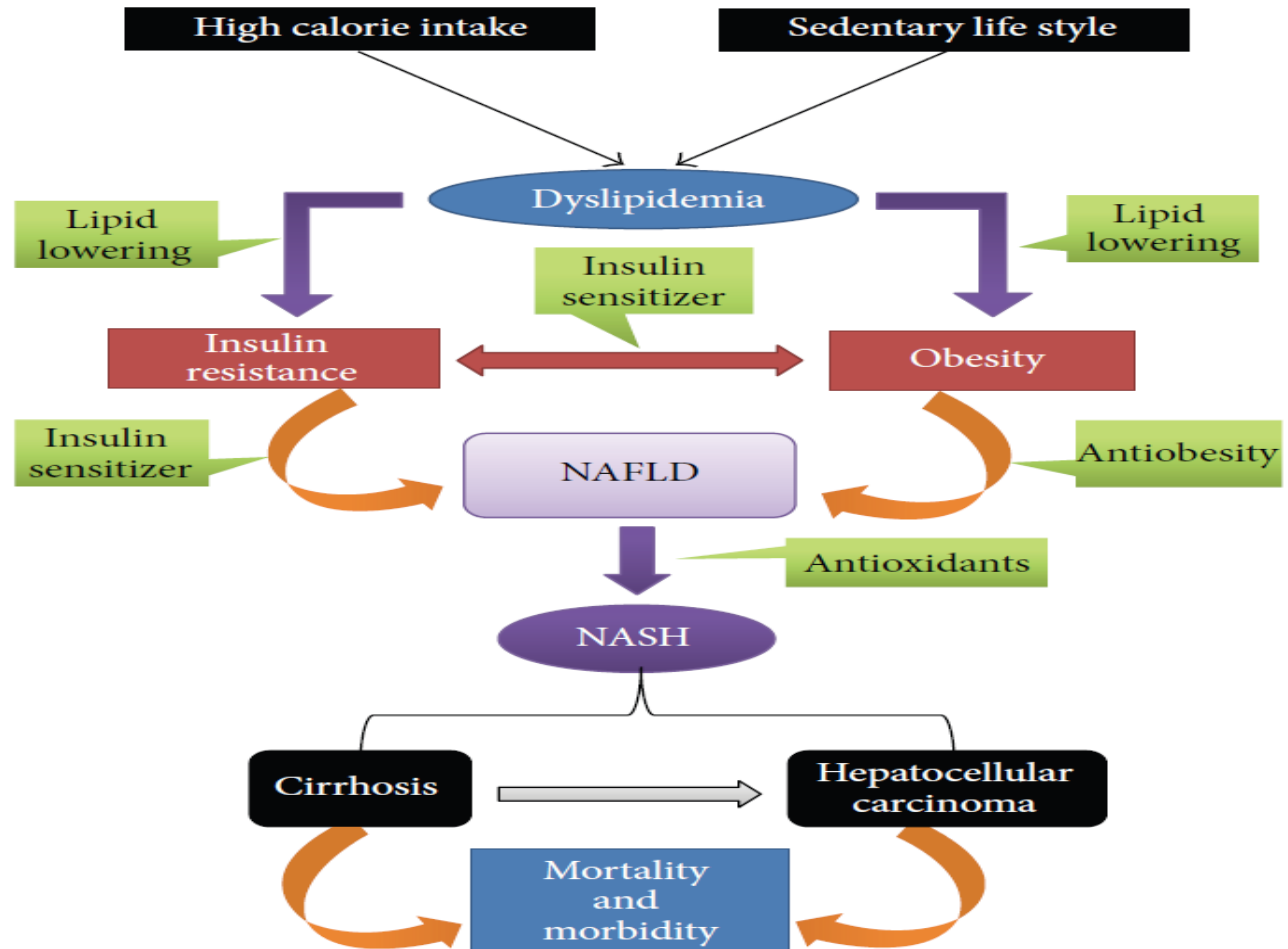 High calorie intake
Sedentary life style
Dyslipidemia
Lipid
lowering
Lipid
lowering
Insulin
sensitizer
Insulin
resistance
Obesity
Insulin
sensitizer
NAFLD
Antiobesity
Antioxidants
NASH
Cirrhosis
Hepatocellular
carcinoma
Mortality
and
morbidity